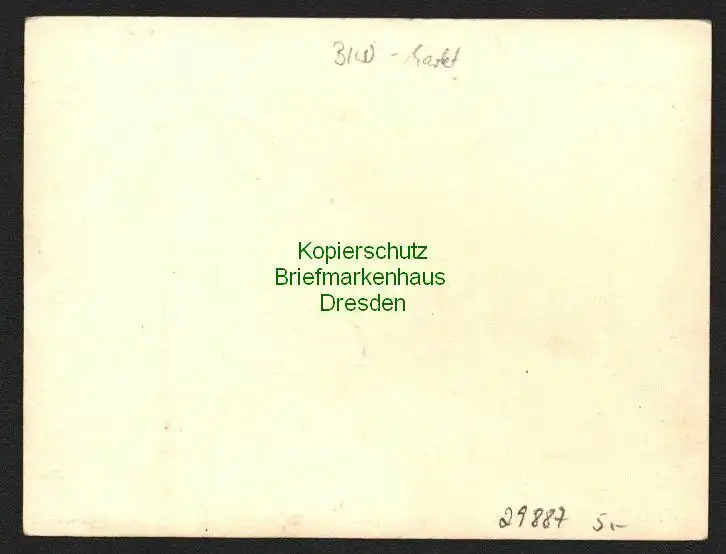 Kopierschutz
Briefmarkenhaus
Dresden
29887 5,-